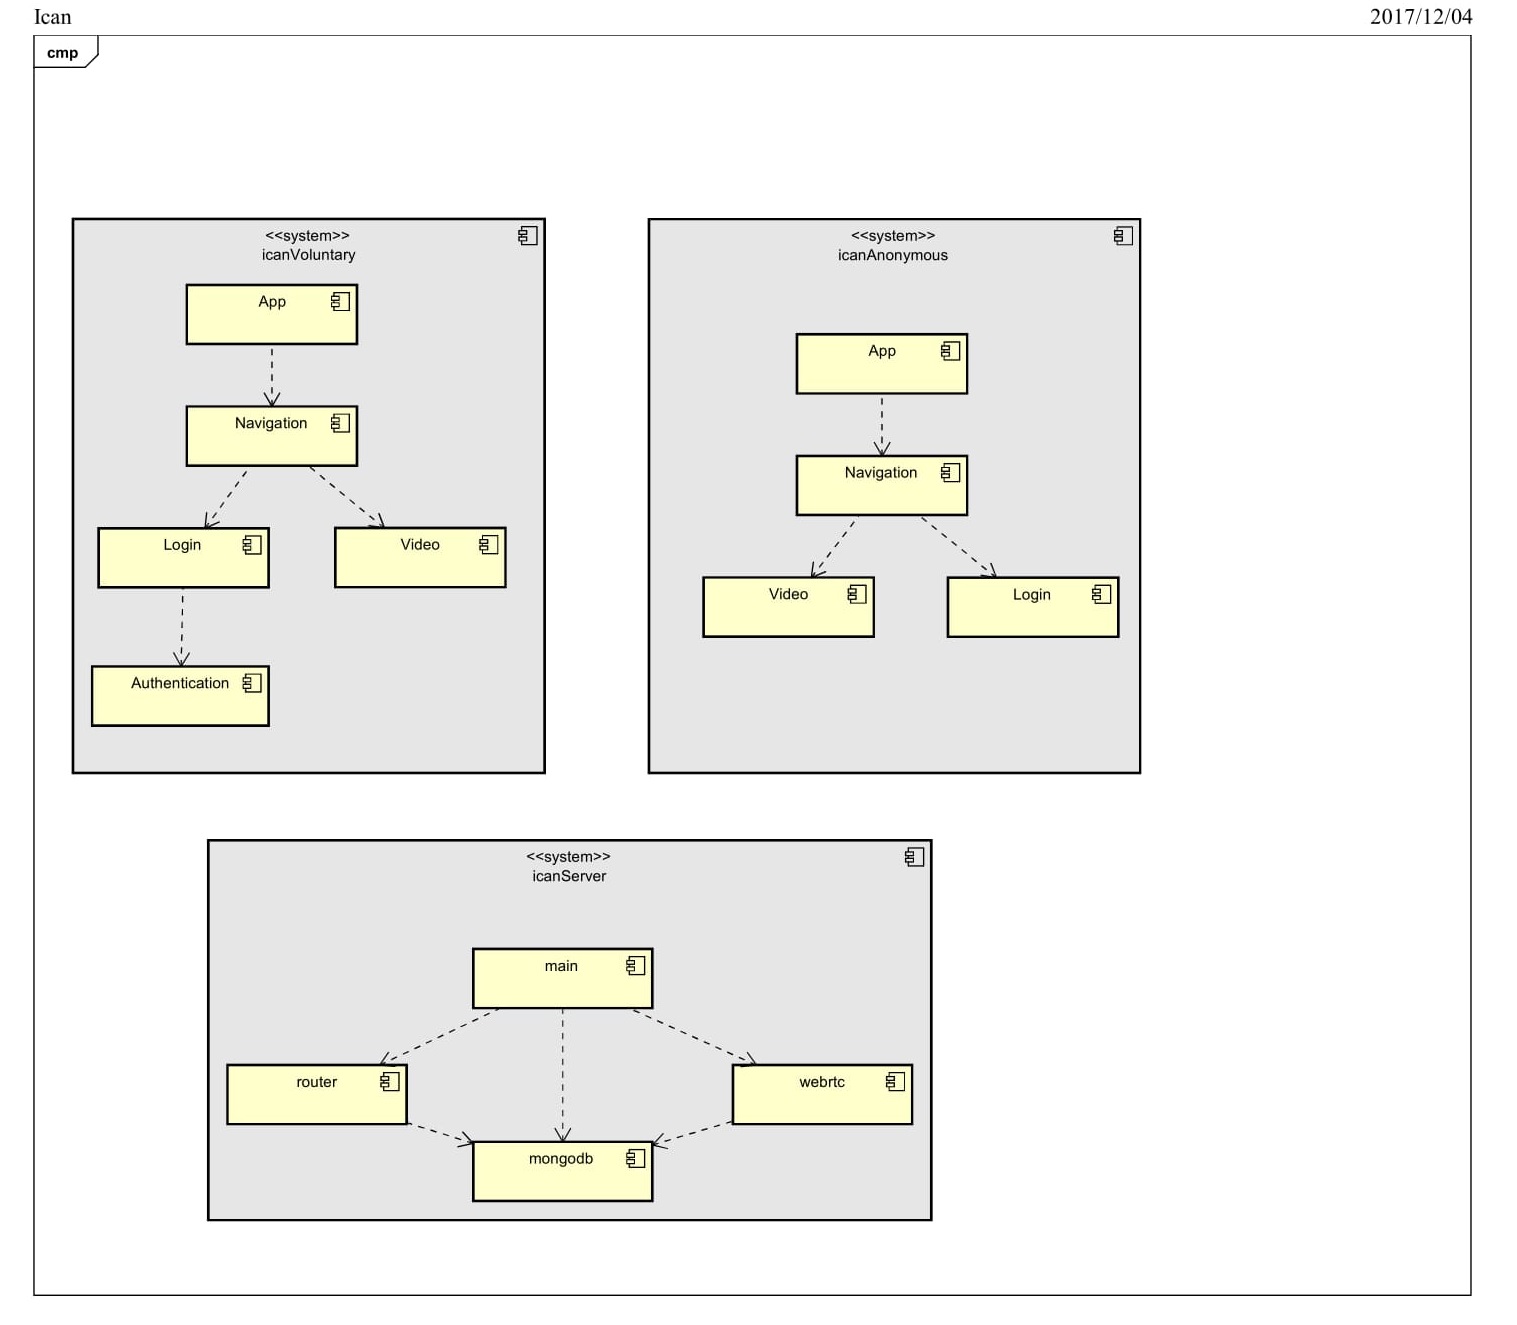 Ican
2017/12/04
cmp
<<system>>
icanVoluntary
App
Navigation
Login
Video
Authentication
<<system>>
icanAnonymous
App
Navigation
Video
Login
<<system>>
icanServer
main
router
webrtc
mongodb